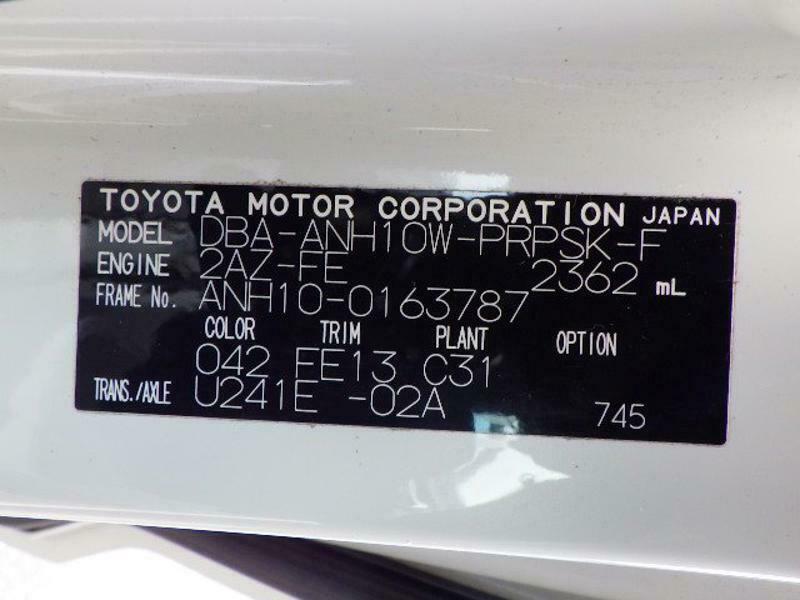 TOYOTA MOTOR CORPORATION JAPAN
MODEL DBA-ANH10W-PRPSK-F
ENGINE 2AZ-FE 2362 mL
FRAME No. ANH10-0163787
COLOR TRIM PLANT OPTION
042 FE13 C31
TRANS./AXLE U241E -02A 745